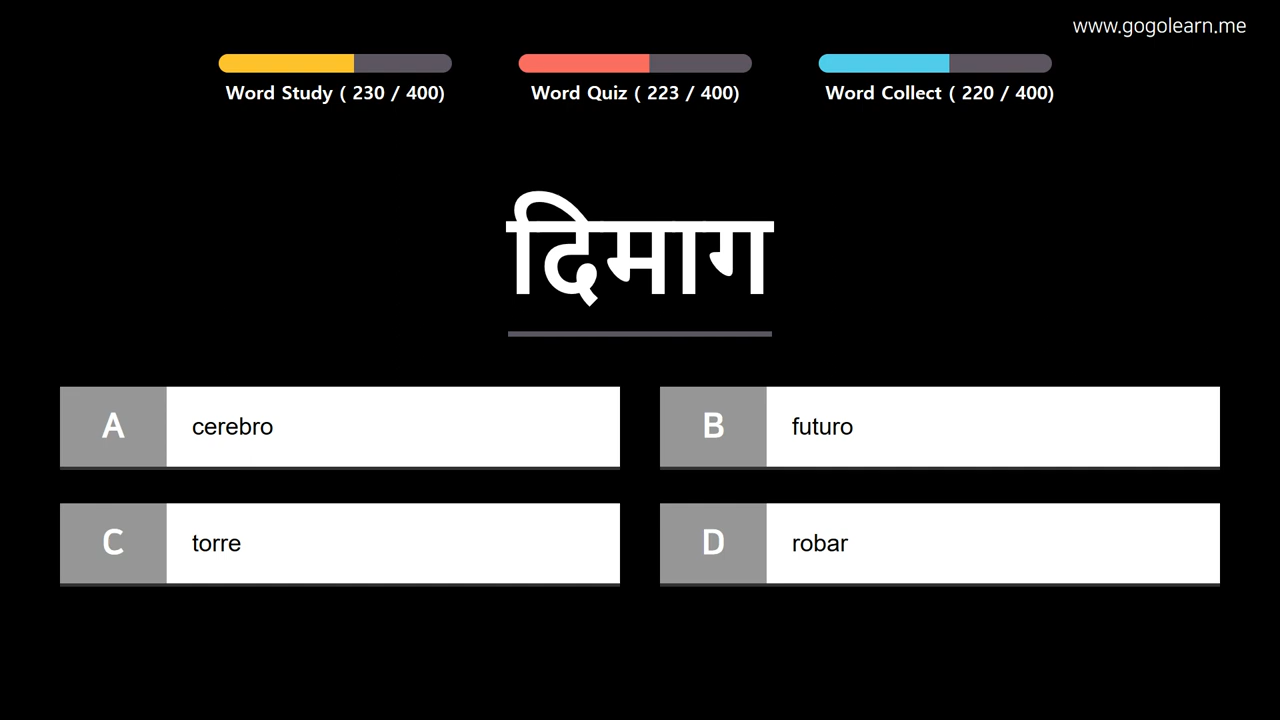 www.gogolearn.me
Word Study ( 230 / 400)
Word Quiz ( 223 / 400)
Word Collect ( 220 / 400)
दिमाग
A cerebro
B futuro
C torre
D robar